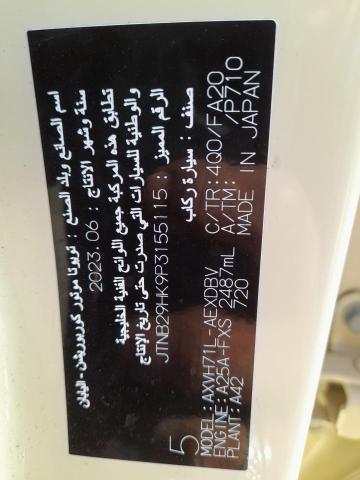 اسم الصانع وبلد الصنع : تويوتا موتور كوربوريشن - اليابان
سنة وشهر الانتاج : 2023.06
تطابق هذه المركبة جميع اللوائح الفنية الخليجية
والوطنية للسيارات التي صدرت حتى تاريخ الإنتاج
الرقم المميز : JTNB29HK9P3155115
صنف : سيارة ركاب
5
MODEL: AXVH71L-AEXDBV C/TR: 4Q0/FA20
ENGINE: A25A-FXS 2487mL A/TM: /P710
PLANT: A42 720 MADE IN JAPAN